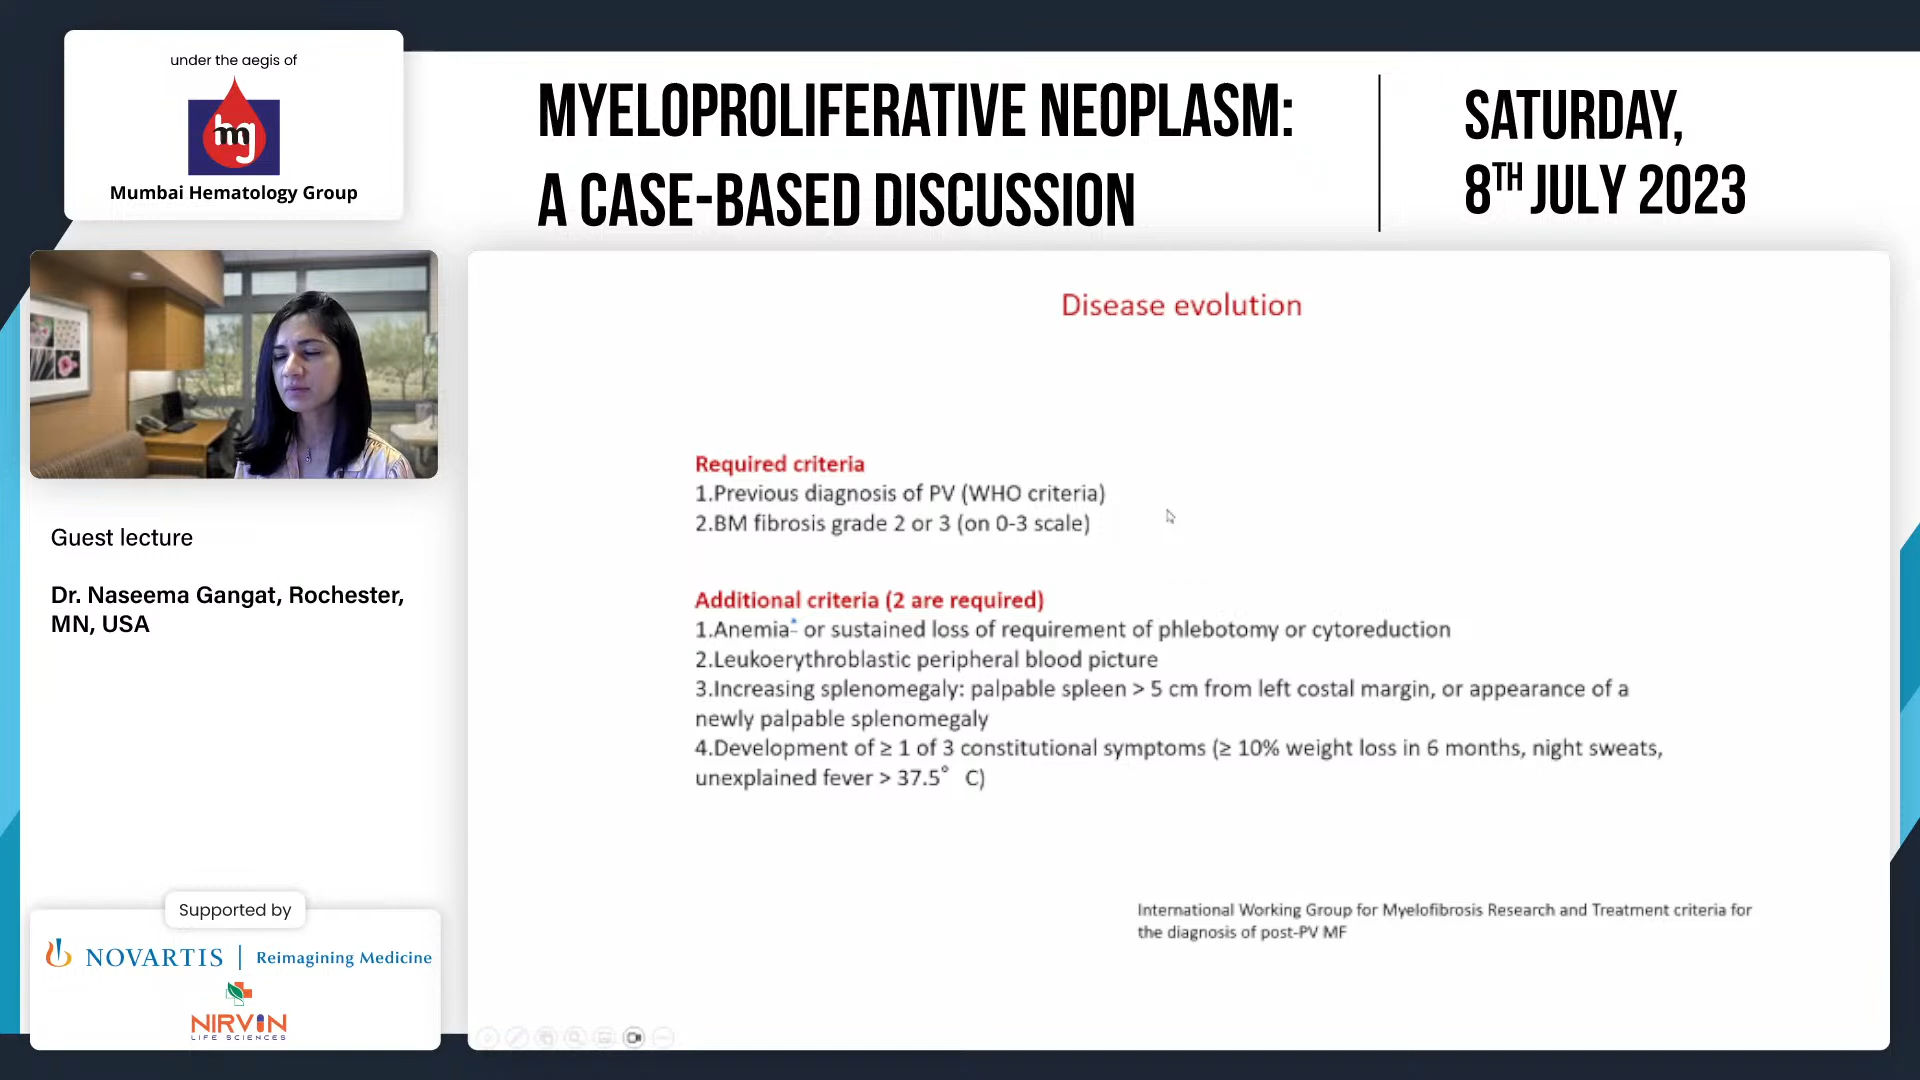 under the aegis of
mg
Mumbai Hematology Group
MYELOPROLIFERATIVE NEOPLASM:
A CASE-BASED DISCUSSION
SATURDAY,
8TH JULY 2023
Guest lecture
Dr. Naseema Gangat, Rochester,
MN, USA
Supported by
NOVARTIS | Reimagining Medicine
NIRVIN
LIFE SCIENCES
Disease evolution
Required criteria
1.Previous diagnosis of PV (WHO criteria)
2.BM fibrosis grade 2 or 3 (on 0-3 scale)
Additional criteria (2 are required)
1.Anemia* or sustained loss of requirement of phlebotomy or cytoreduction
2.Leukoerythroblastic peripheral blood picture
3.Increasing splenomegaly: palpable spleen > 5 cm from left costal margin, or appearance of a
newly palpable splenomegaly
4.Development of ≥ 1 of 3 constitutional symptoms (≥ 10% weight loss in 6 months, night sweats,
unexplained fever > 37.5° C)
International Working Group for Myelofibrosis Research and Treatment criteria for
the diagnosis of post-PV MF